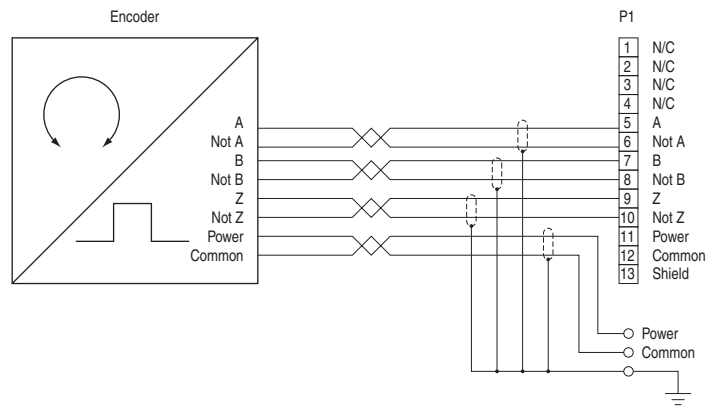 Encoder
P1
1 N/C
2 N/C
3 N/C
4 N/C
A 5 A
Not A 6 Not A
B 7 B
Not B 8 Not B
Z 9 Z
Not Z 10 Not Z
Power 11 Power
Common 12 Common
13 Shield
Power
Common